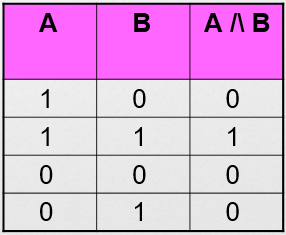 A B A /\ B
1 0 0
1 1 1
0 0 0
0 1 0